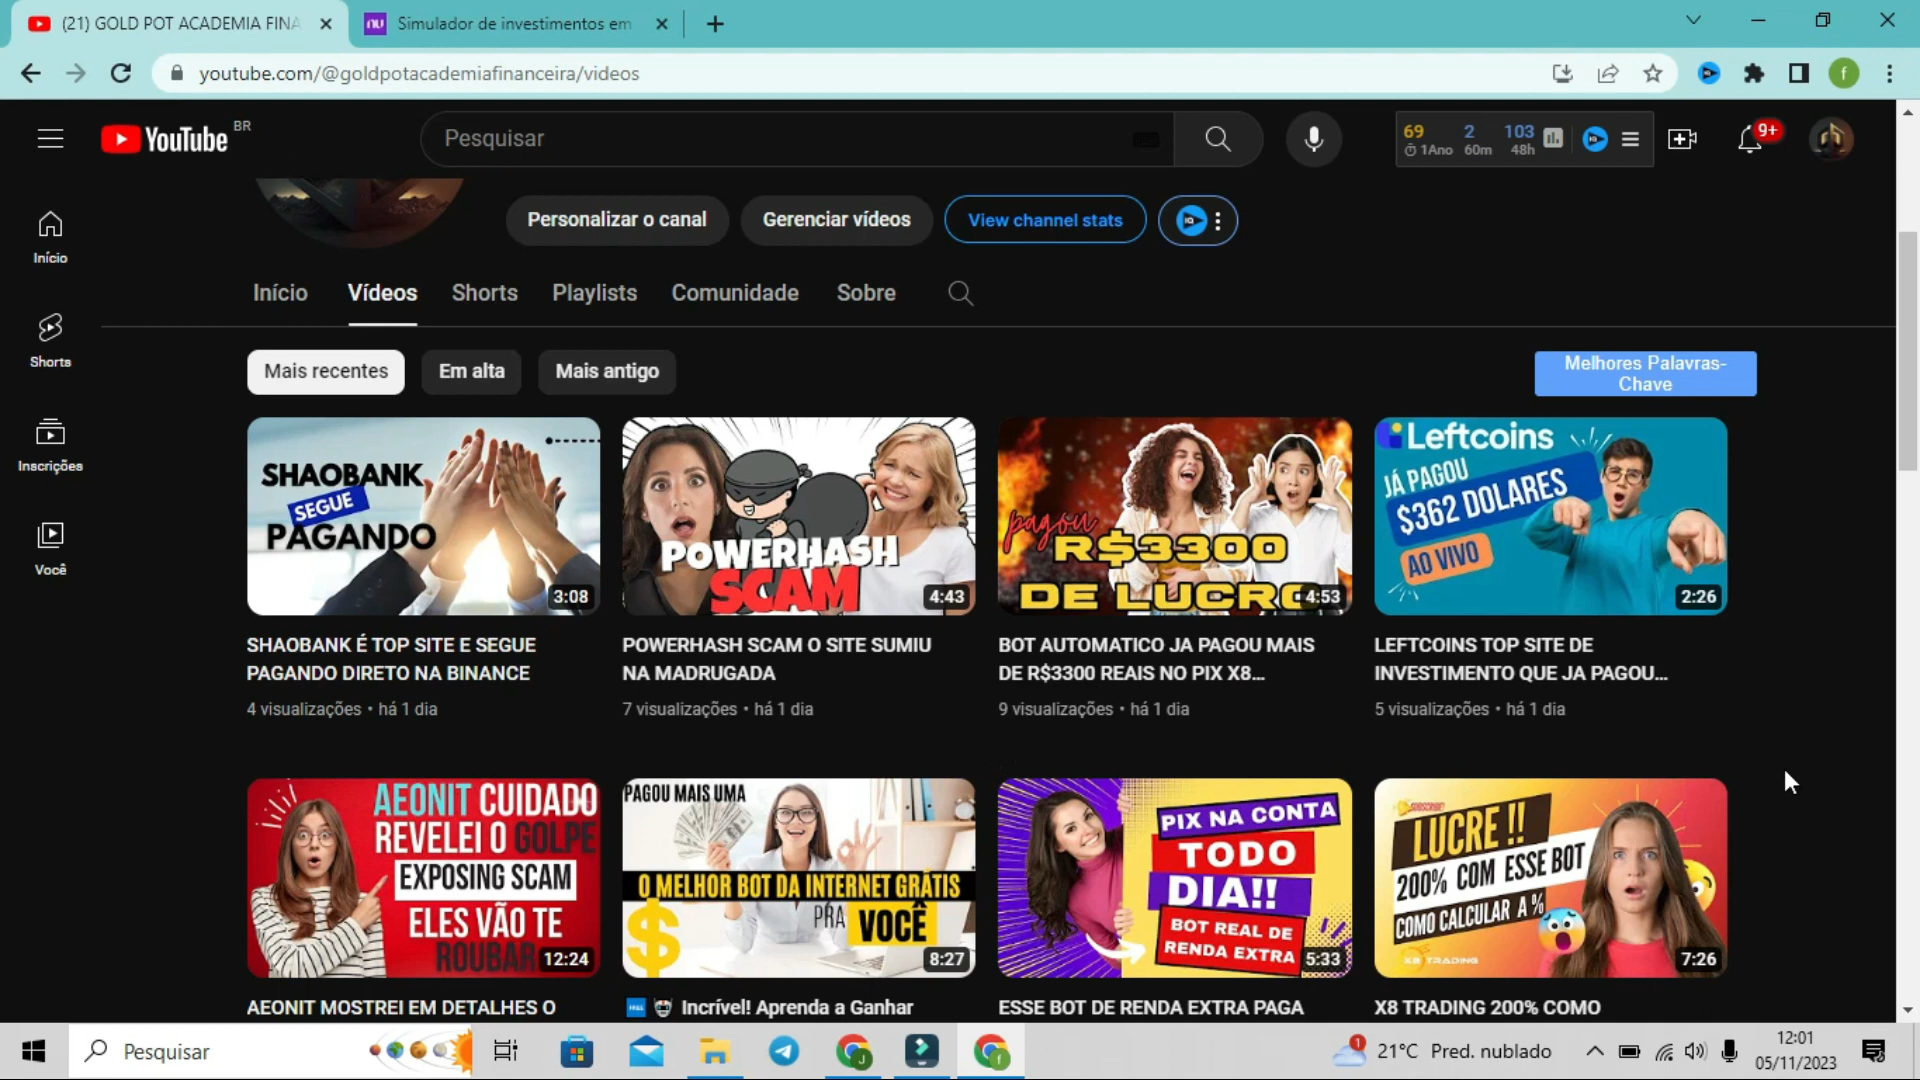 (21) GOLD POT ACADEMIA FINA
nu
Simulador de investimentos em
youtube.com/@goldpotacademiafinanceira/videos
f
YouTube
BR
Pesquisar
69 2 103
1Ano 60m 48h
9+
Personalizar o canal
Gerenciar vídeos
View channel stats
Início
Shorts
Inscrições
Você
Início Vídeos Shorts Playlists Comunidade Sobre
Mais recentes
Em alta
Mais antigo
Melhores Palavras-
Chave
SHAOBANK
SEGUE
PAGANDO
3:08
POWERHASH
SCAM
4:43
pagou
R$3300
DE LUCRO
4:53
Leftcoins
JÁ PAGOU
$362 DOLARES
AO VIVO
2:26
SHAOBANK É TOP SITE E SEGUE
PAGANDO DIRETO NA BINANCE
4 visualizações • há 1 dia
POWERHASH SCAM O SITE SUMIU
NA MADRUGADA
7 visualizações • há 1 dia
BOT AUTOMATICO JA PAGOU MAIS
DE R$3300 REAIS NO PIX X8...
9 visualizações • há 1 dia
LEFTCOINS TOP SITE DE
INVESTIMENTO QUE JA PAGOU...
5 visualizações • há 1 dia
AEONIT CUIDADO
REVELEI O GOLPE
EXPOSING SCAM
ELES VÃO TE
ROUBAR
12:24
PAGOU MAIS UMA
O MELHOR BOT DA INTERNET GRÁTIS
PRA VOCÊ
8:27
PIX NA CONTA
TODO
DIA!!
BOT REAL DE
RENDA EXTRA
5:33
SUBSCRIBE!
LUCRE !!
200% COM ESSE BOT
COMO CALCULAR A %
X8 TRADING
7:26
AEONIT MOSTREI EM DETALHES O
FREE
Incrível! Aprenda a Ganhar
ESSE BOT DE RENDA EXTRA PAGA
X8 TRADING 200% COMO
Pesquisar
J
f
1
21°C Pred. nublado
12:01
05/11/2023